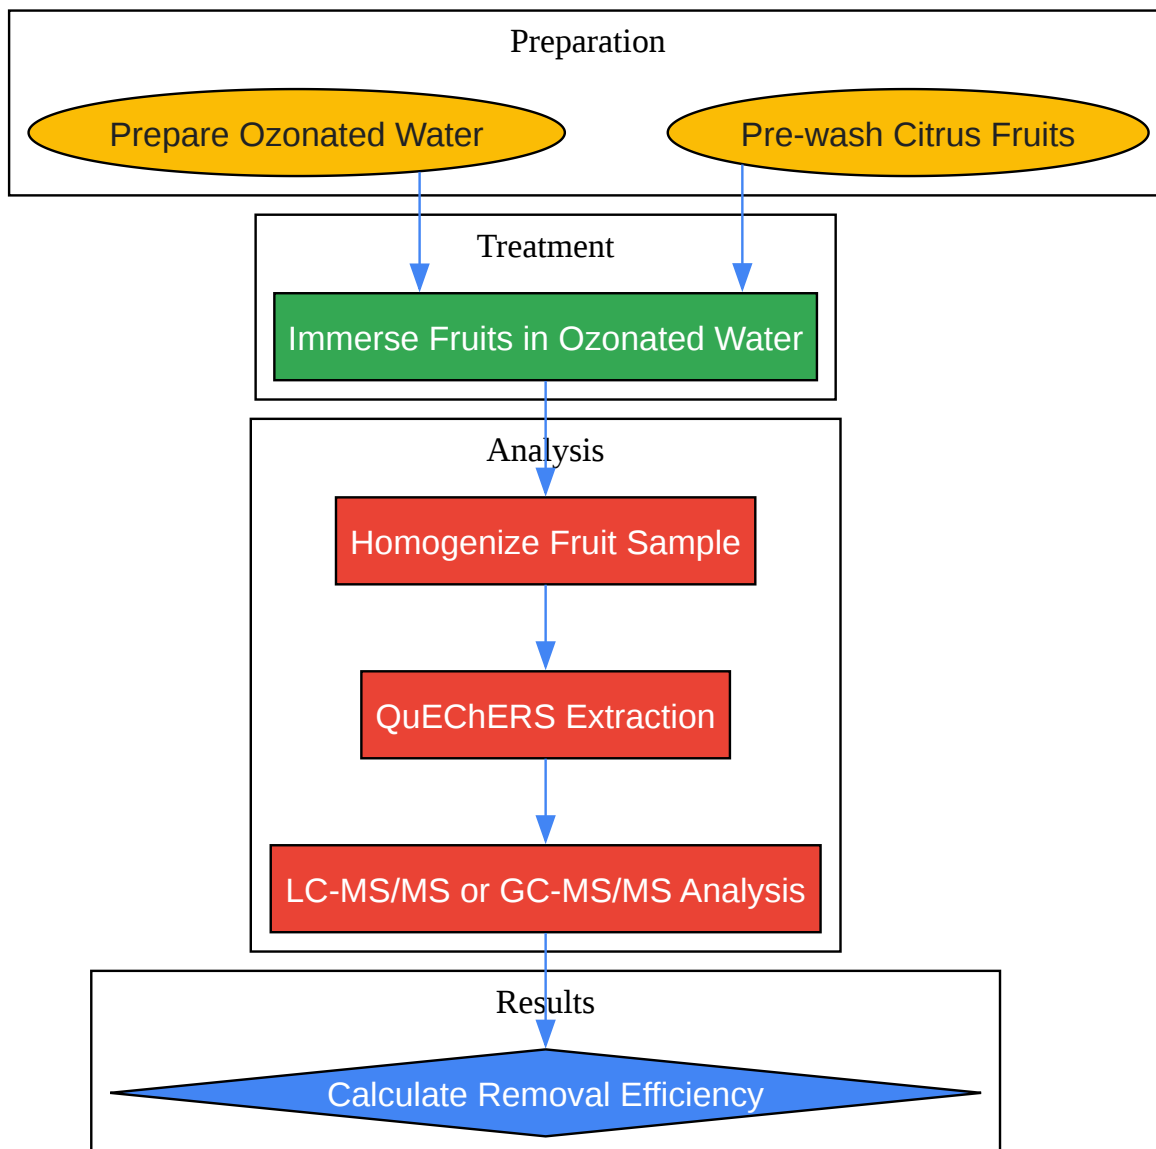 Preparation
Prepare Ozonated Water
Pre-wash Citrus Fruits
Treatment
Immerse Fruits in Ozonated Water
Analysis
Homogenize Fruit Sample
QuEChERS Extraction
LC-MS/MS or GC-MS/MS Analysis
Results
Calculate Removal Efficiency